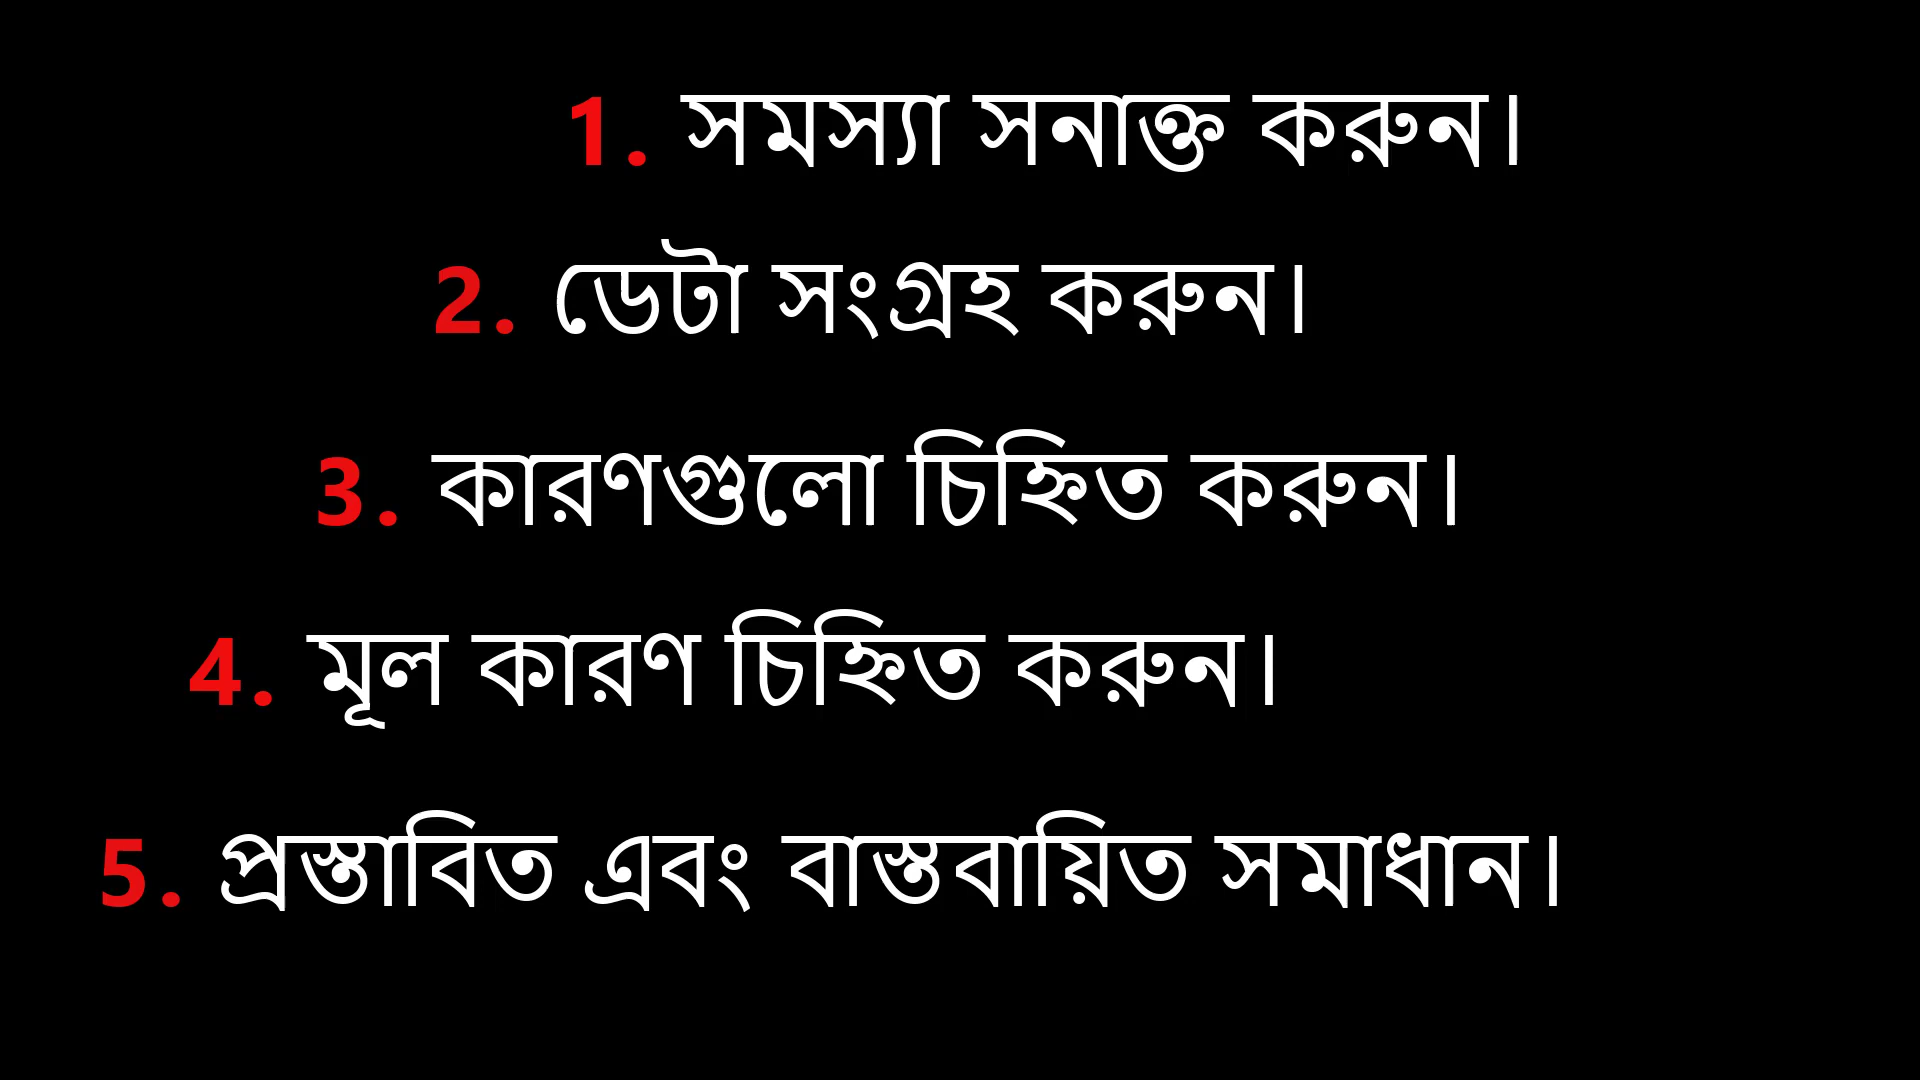 1. সমস্যা সনাক্ত করুন।
2. ডেটা সংগ্রহ করুন।
3. কারণগুলো চিহ্নিত করুন।
4. মূল কারণ চিহ্নিত করুন।
5. প্রস্তাবিত এবং বাস্তবায়িত সমাধান।